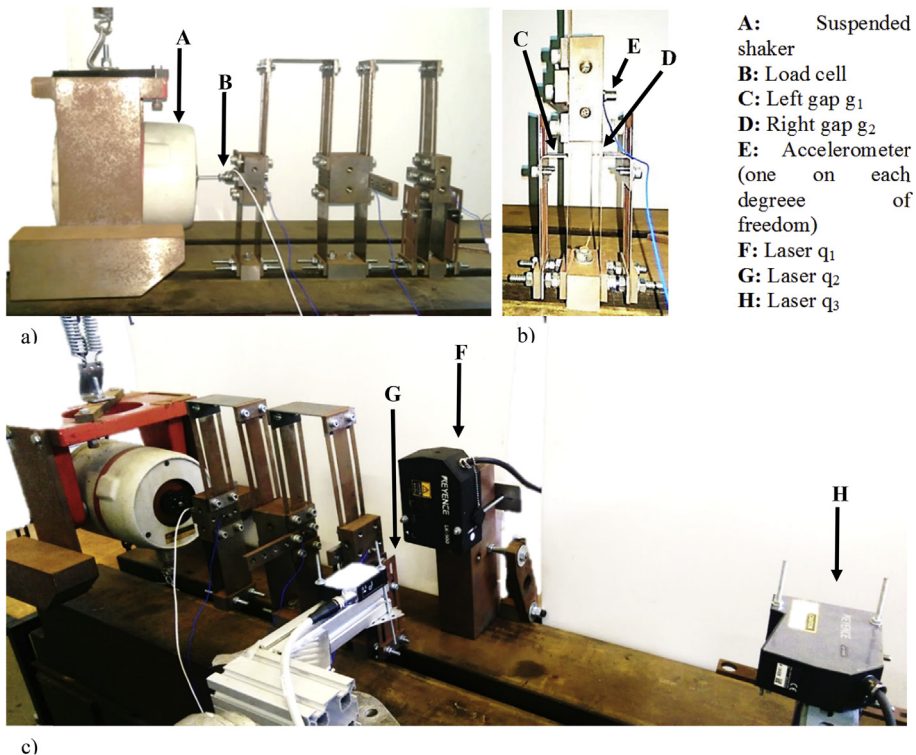 A
B
C
E
D
A: Suspended
shaker
B: Load cell
C: Left gap g₁
D: Right gap g₂
E: Accelerometer
(one on each
degreee of
freedom)
F: Laser q₁
G: Laser q₂
H: Laser q₃
a)
b)
F
G
KEYENCE
H
KEYENCE
c)